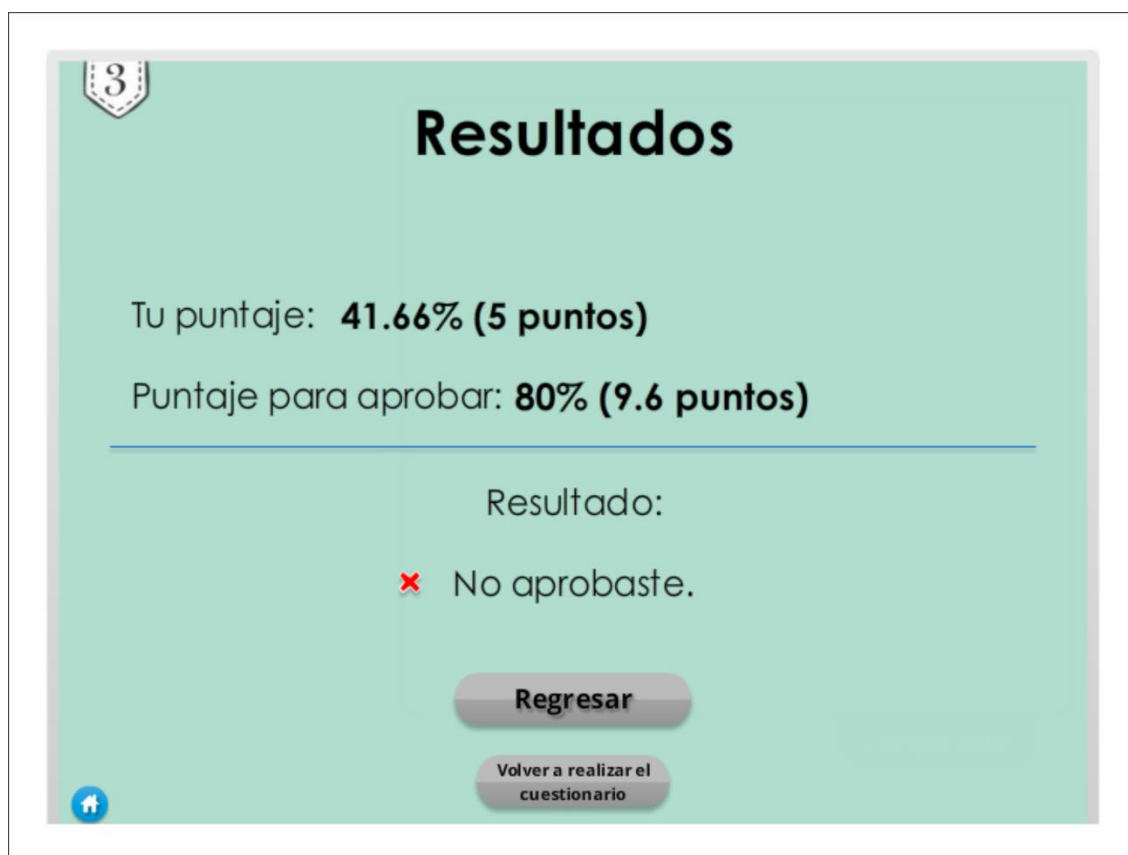 3
Resultados
Tu puntaje: 41.66% (5 puntos)
Puntaje para aprobar: 80% (9.6 puntos)
Resultado:
No aprobaste.
Regresar
Volver a realizar el
cuestionario